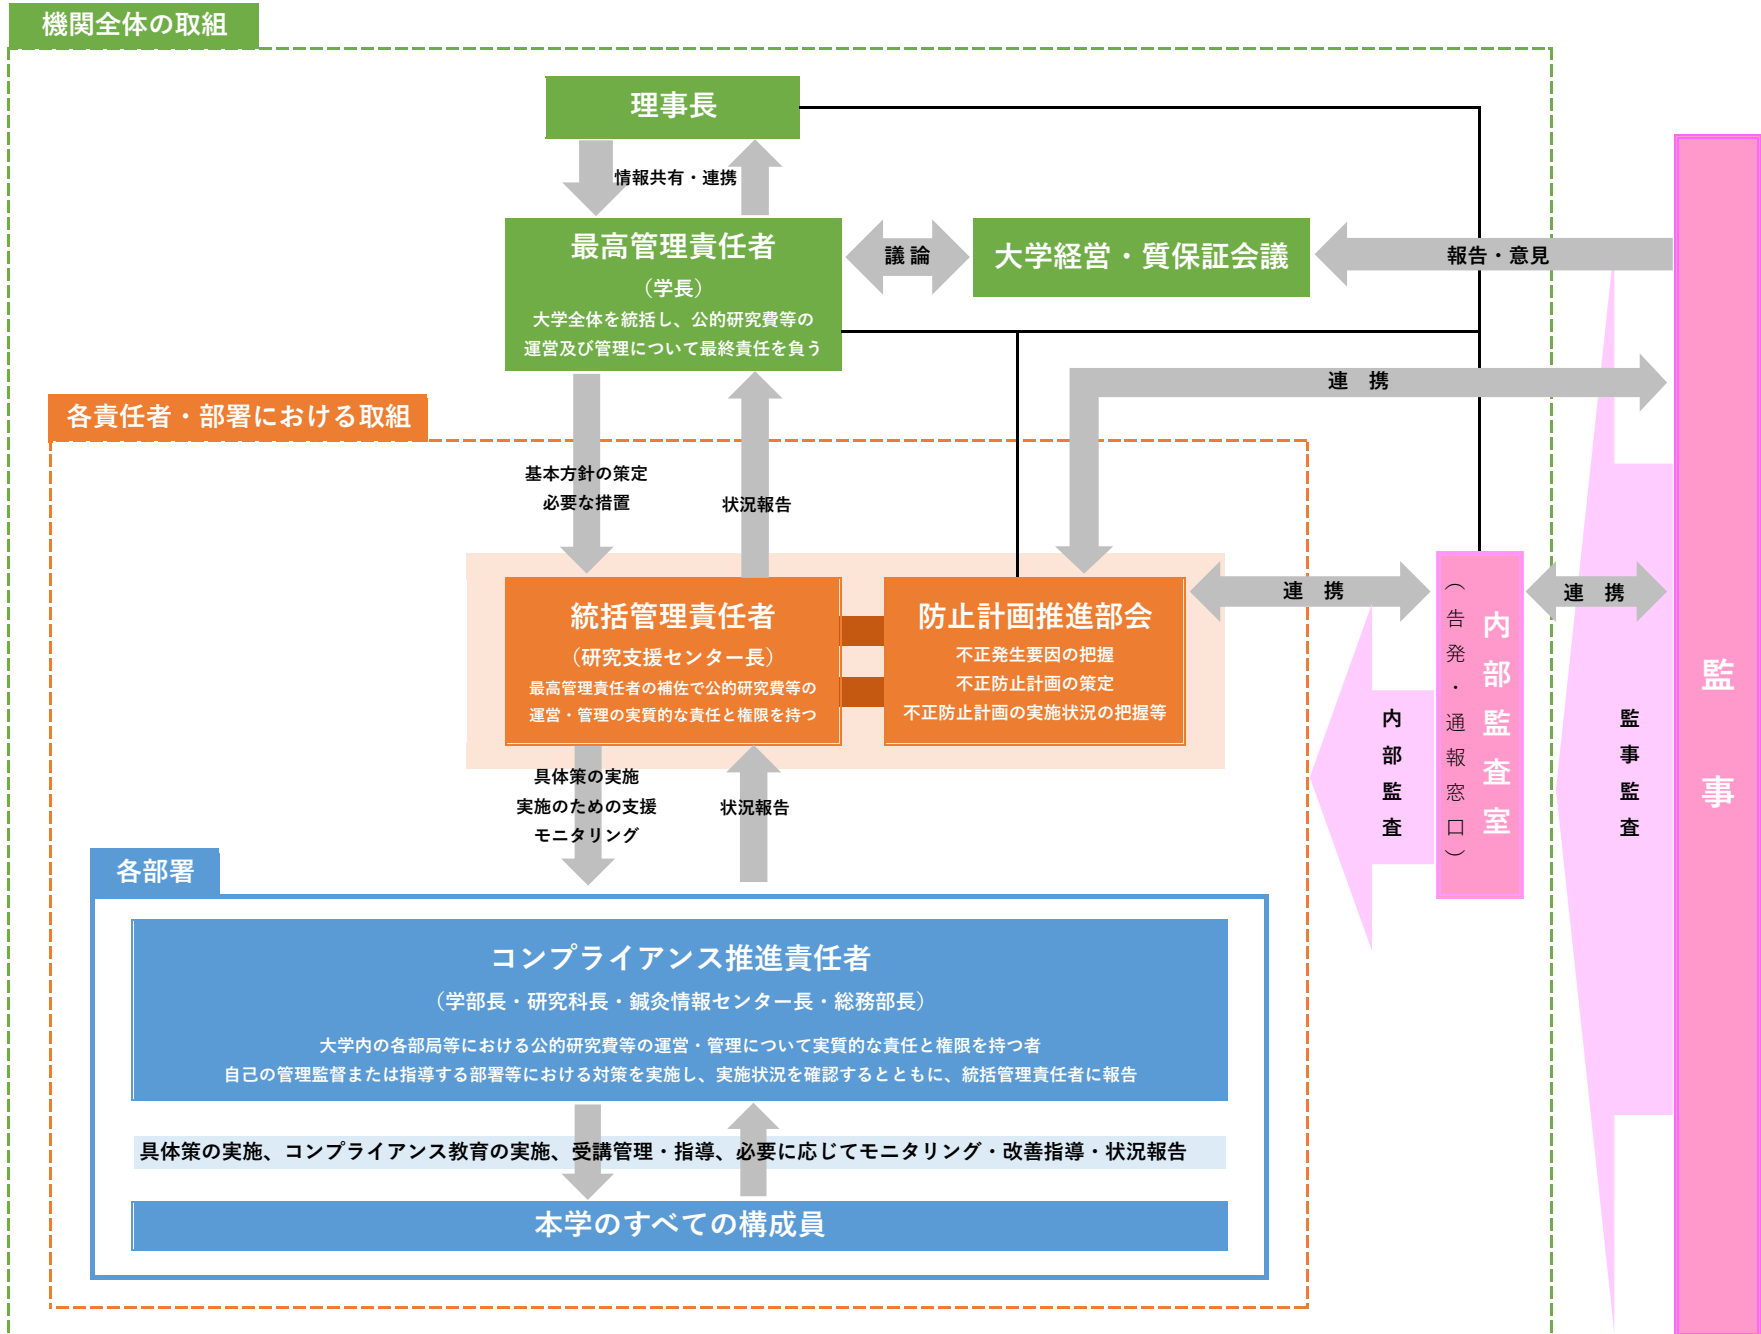 機関全体の取組
理事長
情報共有・連携
最高管理責任者
（学長）
大学全体を統括し、公的研究費等の
運営及び管理について最終責任を負う
議 論
大学経営・質保証会議
報告・意見
連　携
各責任者・部署における取組
基本方針の策定
必要な措置
状況報告
統括管理責任者
（研究支援センター長）
最高管理責任者の補佐で公的研究費等の
運営・管理の実質的な責任と権限を持つ
防止計画推進部会
不正発生要因の把握
不正防止計画の策定
不正防止計画の実施状況の把握等
連　携
内部監査室
（告発・通報窓口）
連　携
監　事
内部監査
監事監査
具体策の実施
実施のための支援
モニタリング
状況報告
各部署
コンプライアンス推進責任者
（学部長・研究科長・鍼灸情報センター長・総務部長）
大学内の各部局等における公的研究費等の運営・管理について実質的な責任と権限を持つ者
自己の管理監督または指導する部署等における対策を実施し、実施状況を確認するとともに、統括管理責任者に報告
具体策の実施、コンプライアンス教育の実施、受講管理・指導、必要に応じてモニタリング・改善指導・状況報告
本学のすべての構成員